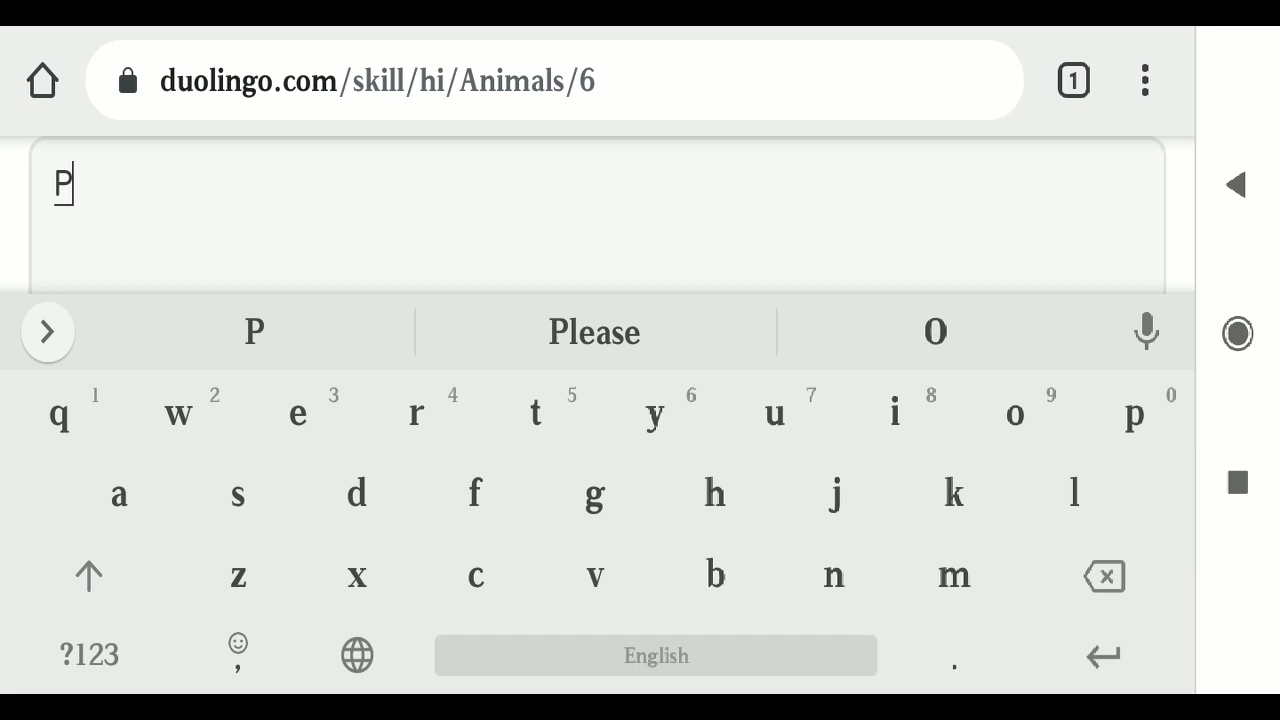 duolingo.com/skill/hi/Animals/6 1
P
P Please O
1 2 3 4 5 6 7 8 9 0
q w e r t y u i o p
a s d f g h j k l
z x c v b n m
?123 , English .